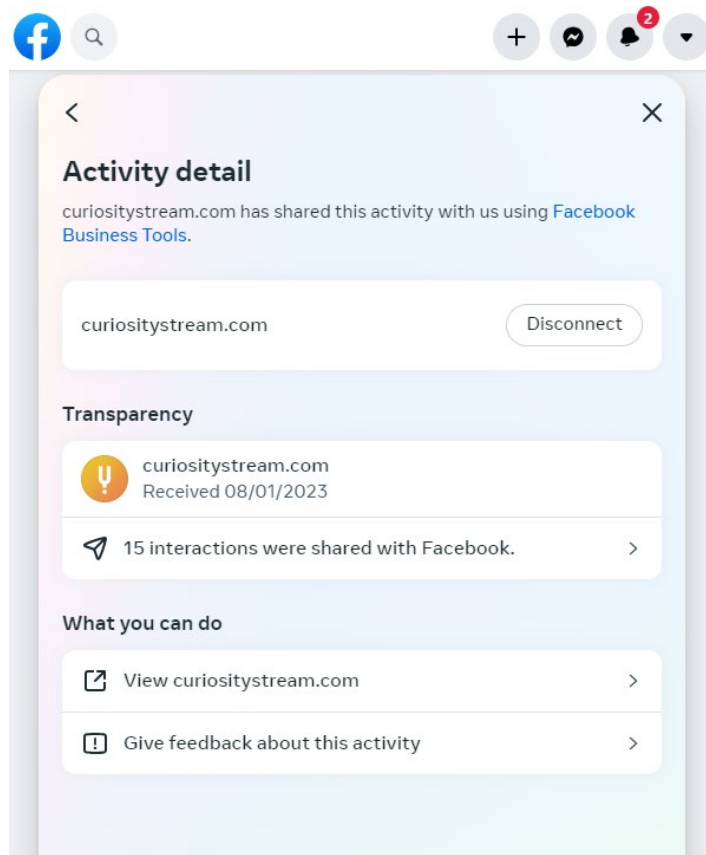 2
Activity detail
curiositystream.com has shared this activity with us using Facebook
Business Tools.
curiositystream.com
Disconnect
Transparency
curiositystream.com
Received 08/01/2023
15 interactions were shared with Facebook.
What you can do
View curiositystream.com
Give feedback about this activity